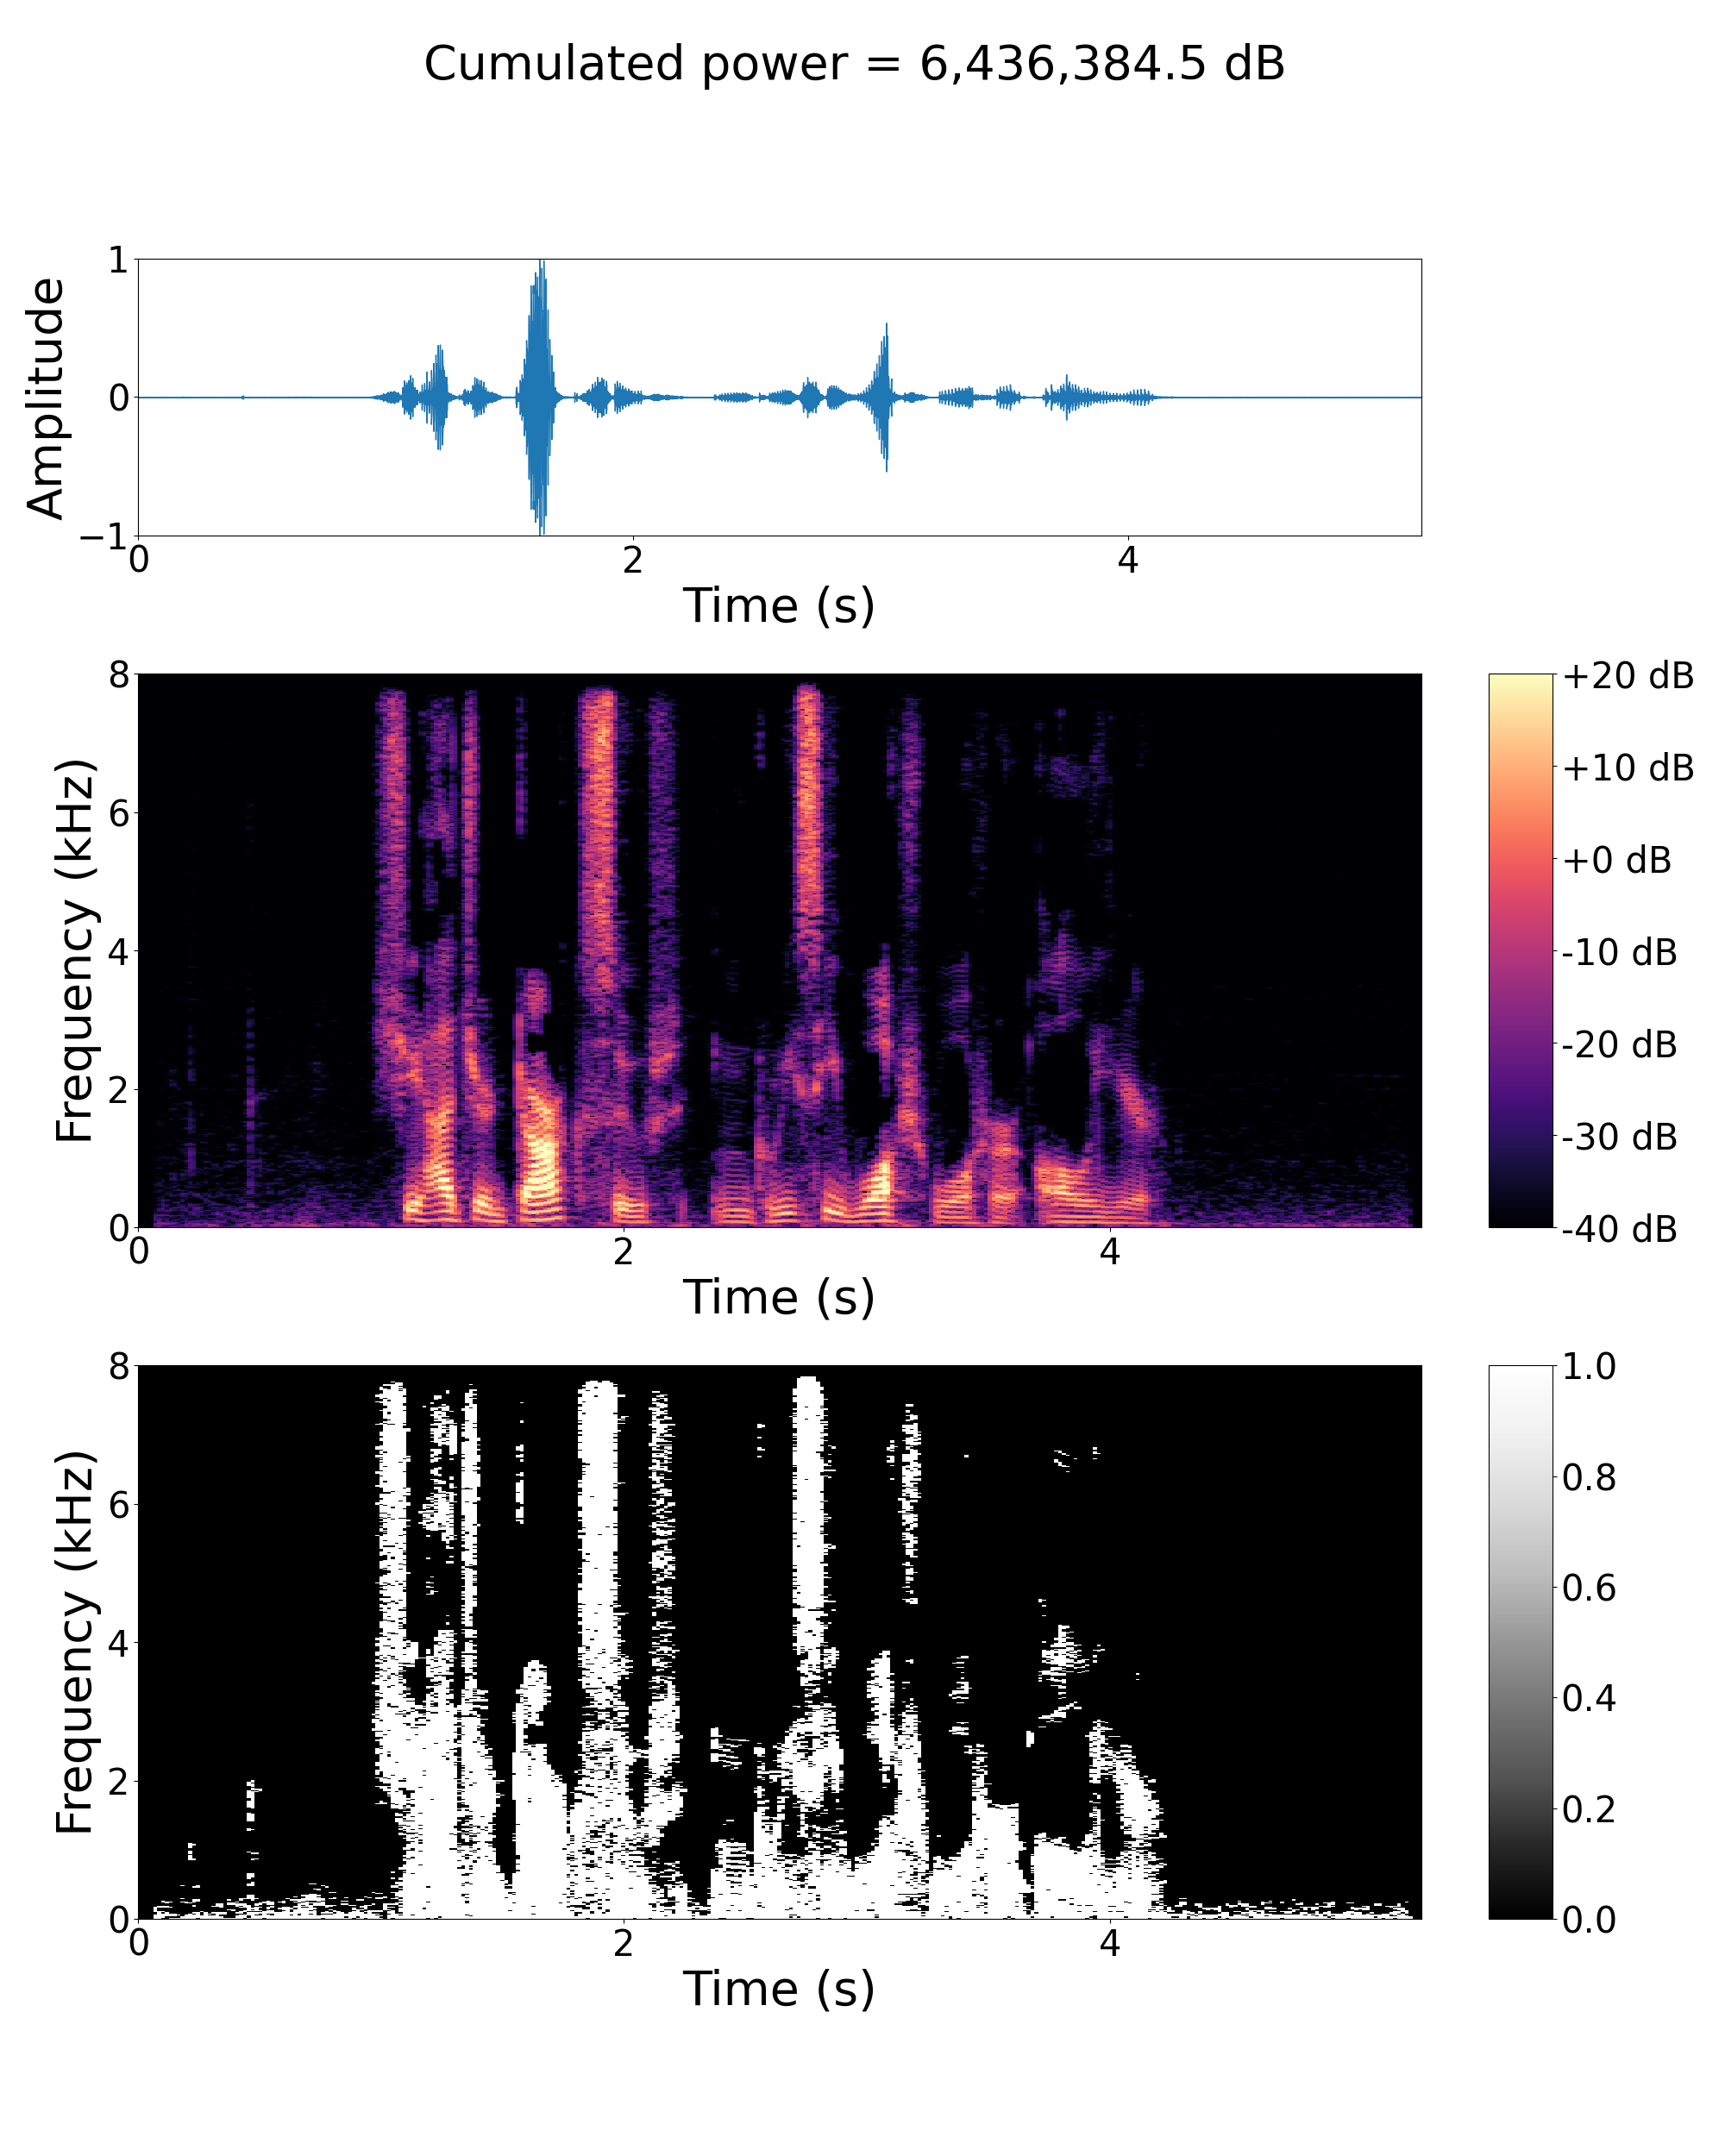 Cumulated power = 6,436,384.5 dB
1
0
−1
Amplitude
0 2 4
Time (s)
8
6
4
2
0
Frequency (kHz)
0 2 4
Time (s)
+20 dB
+10 dB
+0 dB
-10 dB
-20 dB
-30 dB
-40 dB
8
6
4
2
0
Frequency (kHz)
0 2 4
Time (s)
1.0
0.8
0.6
0.4
0.2
0.0